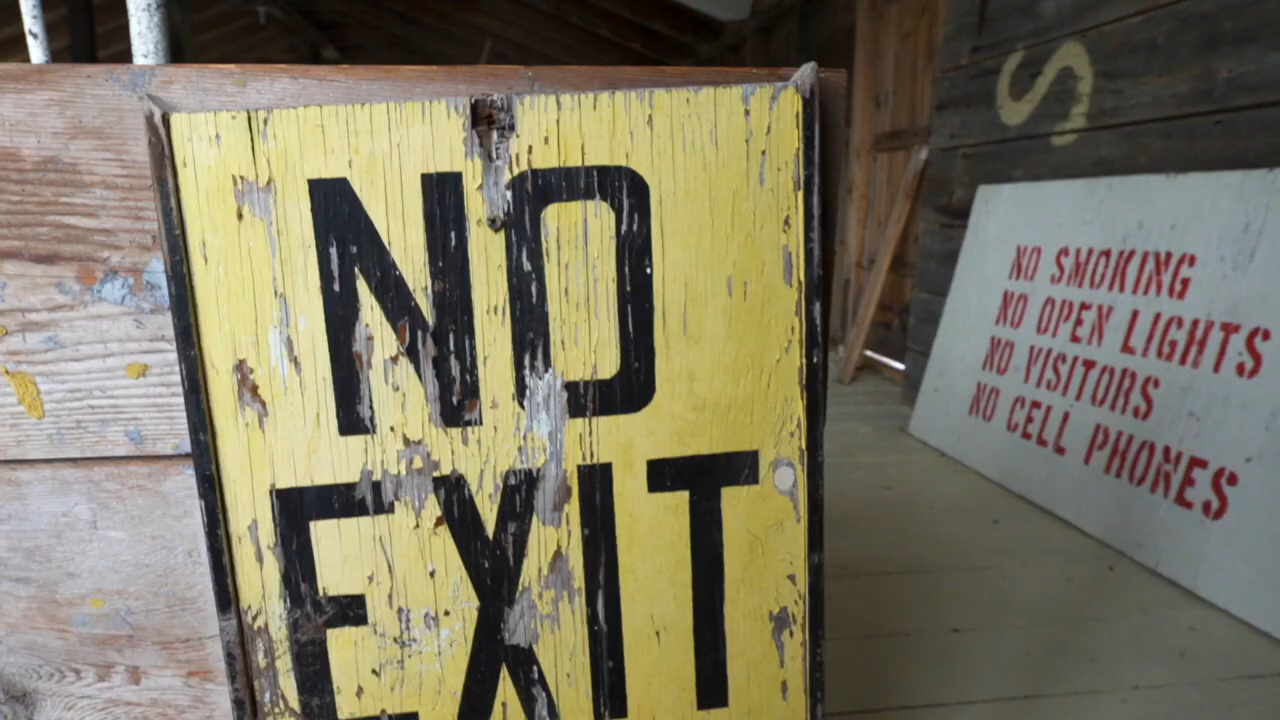 NO
EXIT
S
NO SMOKING
NO OPEN LIGHTS
NO VISITORS
NO CELL PHONES